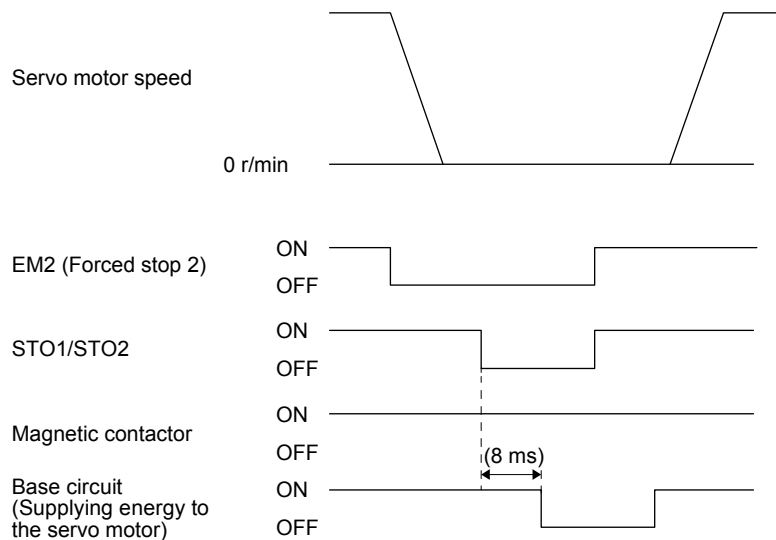 Servo motor speed
0 r/min
EM2 (Forced stop 2)
ON
OFF
STO1/STO2
ON
OFF
Magnetic contactor
ON
OFF
(8 ms)
Base circuit
(Supplying energy to
the servo motor)
ON
OFF